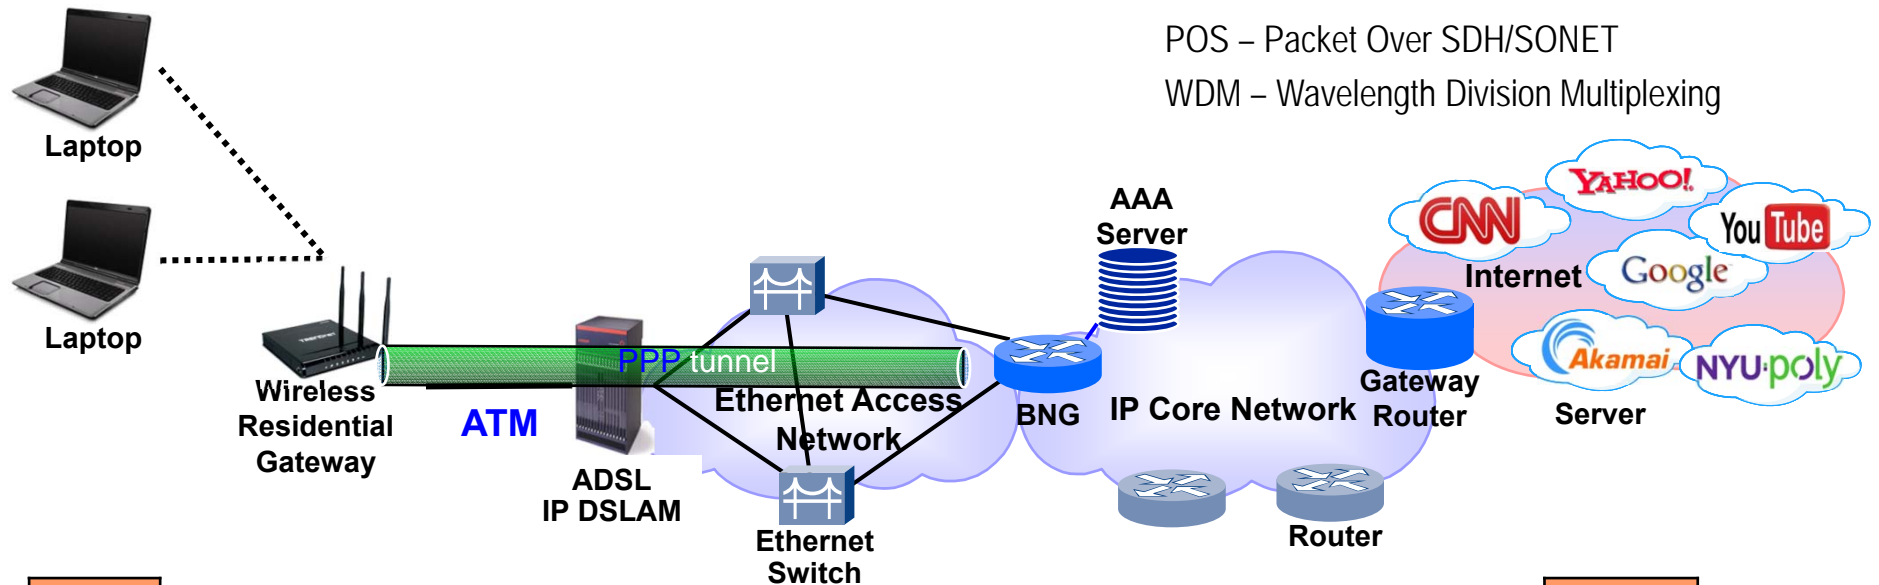 POS – Packet Over SDH/SONET
WDM – Wavelength Division Multiplexing
Laptop
Laptop
Wireless
Residential
Gateway
TRENDnet
ATM
PPP tunnel
ADSL
IP DSLAM
Ethernet Access
Network
Ethernet
Switch
BNG
AAA
Server
IP Core Network
Router
Gateway
Router
Internet
CNN
YAHOO!
You Tube
Google
Akamai
NYU·poly
Server